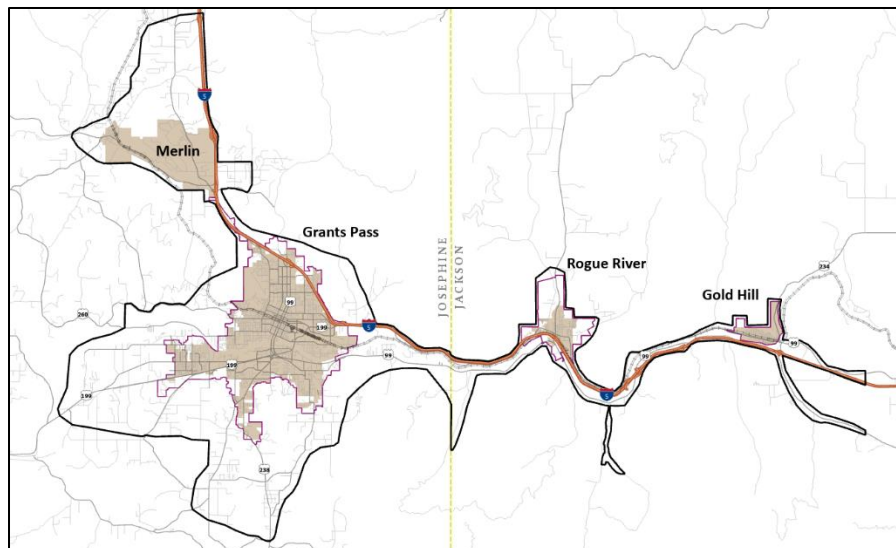 5
Merlin
Grants Pass
JOSEPHINE
JACKSON
Rogue River
Gold Hill
234
99
260
199
5
99
199
99
199
238
99
5
99